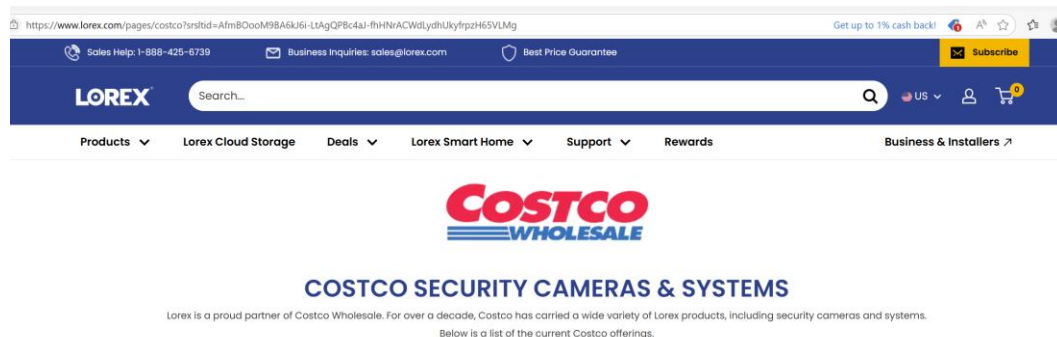 https://www.lorex.com/pages/costco?srsltid=AfmBOooM9BA6kU6i-LtAgQPBc4aJ-fhHNrACWdLydhUkyfrpzH65VLMg
Get up to 1% cash back!
Sales Help: 1-888-425-6739
Business Inquiries: sales@lorex.com
Best Price Guarantee
Subscribe
LOREX
Search...
US
0
Products
Lorex Cloud Storage
Deals
Lorex Smart Home
Support
Rewards
Business & Installers
COSTCO
WHOLESALE
COSTCO SECURITY CAMERAS & SYSTEMS
Lorex is a proud partner of Costco Wholesale. For over a decade, Costco has carried a wide variety of Lorex products, including security cameras and systems.
Below is a list of the current Costco offerings.